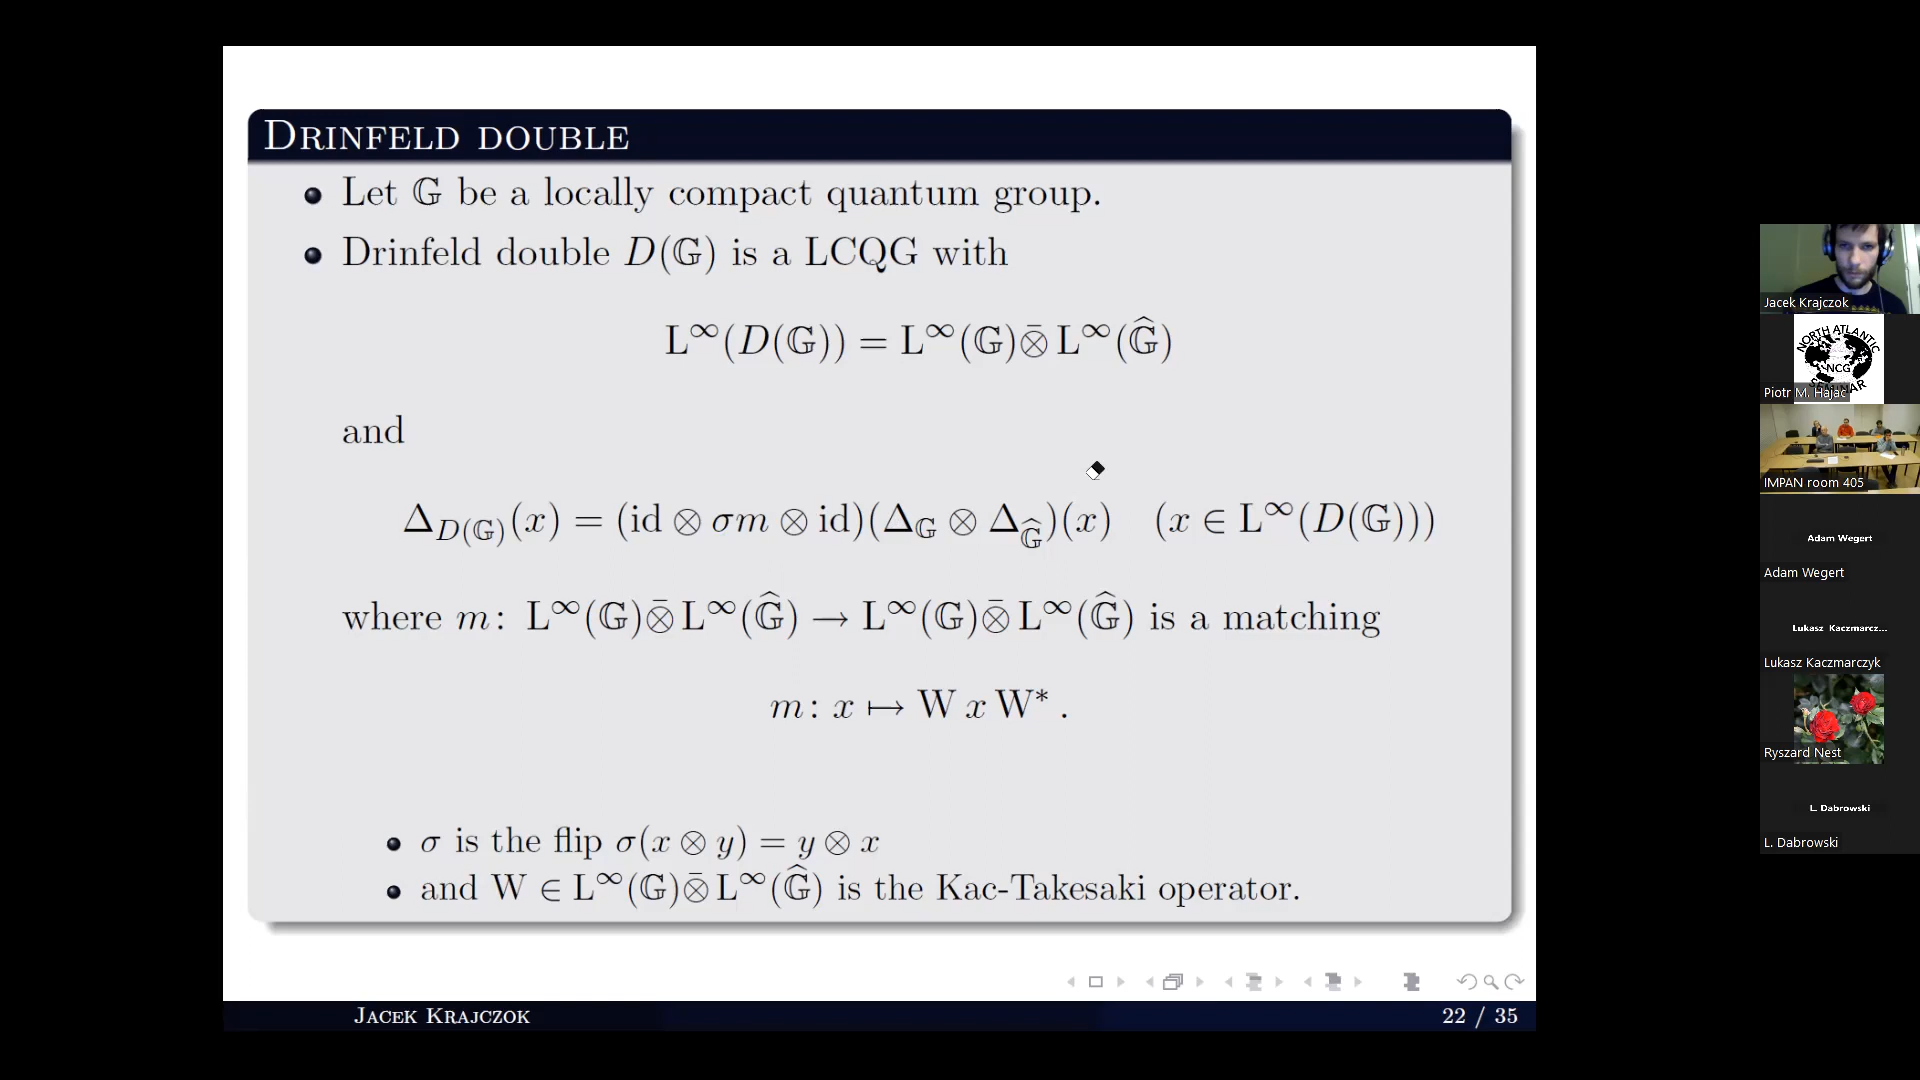 DRINFELD DOUBLE
• Let 𝔾 be a locally compact quantum group.
• Drinfeld double D(𝔾) is a LCQG with
L^∞(D(𝔾)) = L^∞(𝔾) ⊗̄ L^∞(𝔾̂)
and
Δ_{D(𝔾)}(x) = (id ⊗ σm ⊗ id)(Δ_𝔾 ⊗ Δ_𝔾̂)(x) (x ∈ L^∞(D(𝔾)))
where m: L^∞(𝔾) ⊗̄ L^∞(𝔾̂) → L^∞(𝔾) ⊗̄ L^∞(𝔾̂) is a matching
m: x ↦ W x W*.
• σ is the flip σ(x ⊗ y) = y ⊗ x
• and W ∈ L^∞(𝔾) ⊗̄ L^∞(𝔾̂) is the Kac-Takesaki operator.
JACEK KRAJCZOK
22 / 35
Jacek Krajczok
NORTH ATLANTIC
NCG
SEMINAR
Piotr M. Hajac
IMPAN room 405
Adam Wegert
Adam Wegert
Lukasz Kaczmarcz...
Lukasz Kaczmarczyk
Ryszard Nest
L. Dabrowski
L. Dabrowski